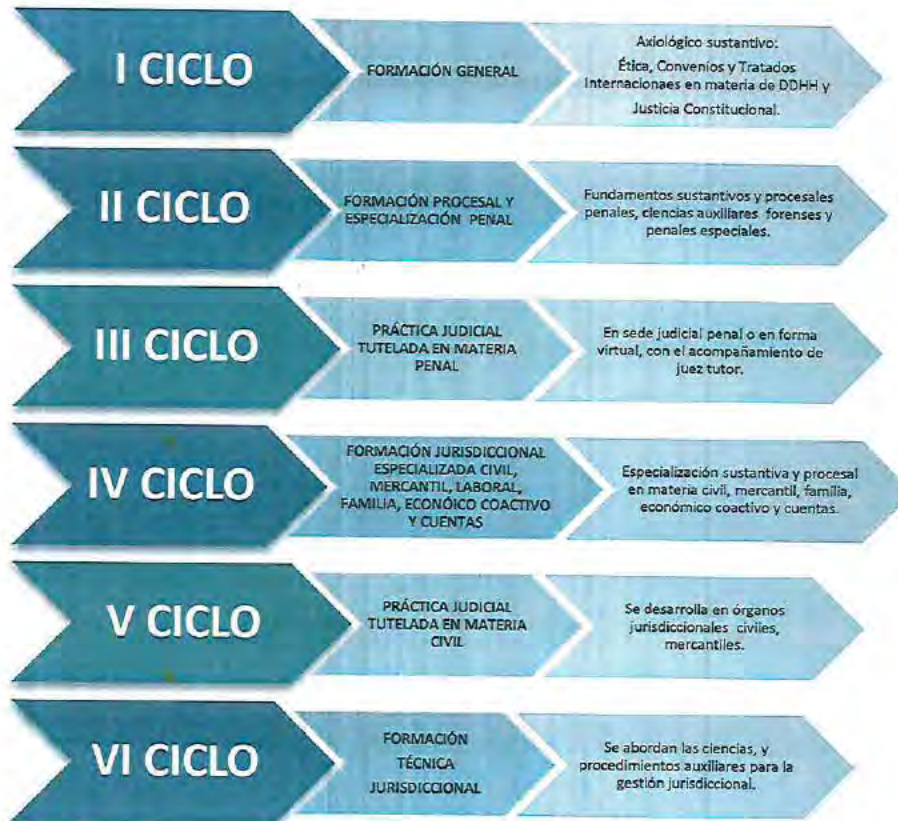 I CICLO
FORMACIÓN GENERAL
Axiológico sustantivo:
Ética, Convenios y Tratados
Internacionaes en materia de DDHH y
Justicia Constitucional.
II CICLO
FORMACIÓN PROCESAL Y
ESPECIALIZACIÓN PENAL
Fundamentos sustantivos y procesales
penales, ciencias auxiliares forenses y
penales especiales.
III CICLO
PRÁCTICA JUDICIAL
TUTELADA EN MATERIA
PENAL
En sede judicial penal o en forma
virtual, con el acompañamiento de
juez tutor.
IV CICLO
FORMACIÓN JURISDICCIONAL
ESPECIALIZADA CIVIL,
MERCANTIL, LABORAL,
FAMILIA, ECONÓICO COACTIVO
Y CUENTAS
Especialización sustantiva y procesal
en materia civil, mercantil, familia,
económico coactivo y cuentas.
V CICLO
PRÁCTICA JUDICIAL
TUTELADA EN MATERIA
CIVIL
Se desarrolla en órganos
jurisdiccionales civiles,
mercantiles.
VI CICLO
FORMACIÓN
TÉCNICA
JURISDICCIONAL
Se abordan las ciencias, y
procedimientos auxiliares para la
gestión jurisdiccional.